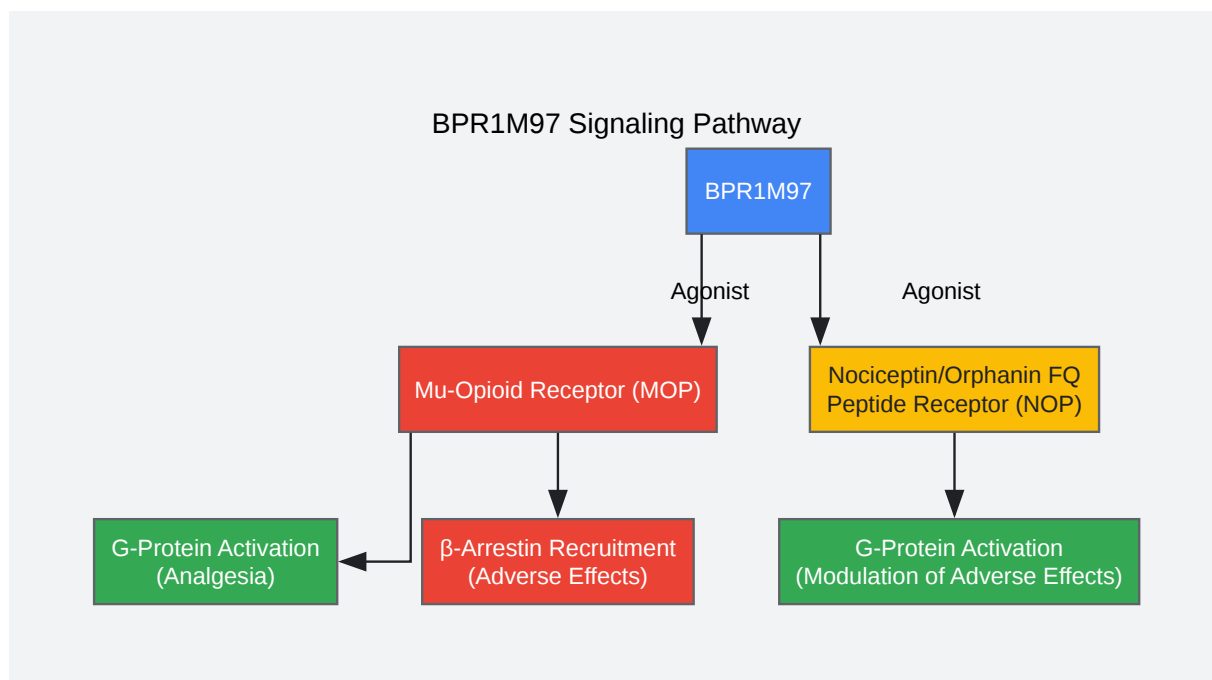 BPR1M97 Signaling Pathway
BPR1M97
Agonist
Agonist
Mu-Opioid Receptor (MOP)
Nociceptin/Orphanin FQ
Peptide Receptor (NOP)
G-Protein Activation
(Analgesia)
β-Arrestin Recruitment
(Adverse Effects)
G-Protein Activation
(Modulation of Adverse Effects)